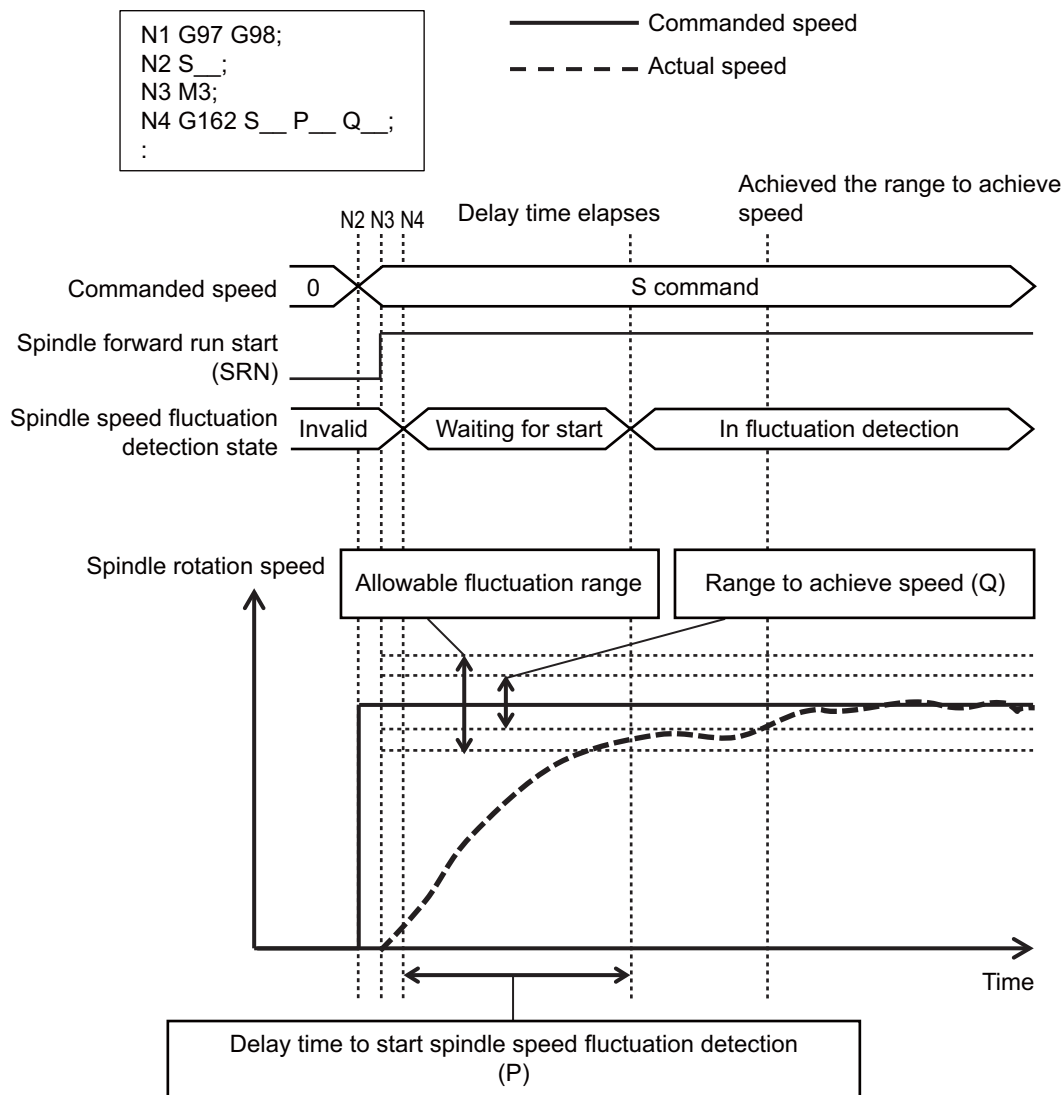 N1 G97 G98;
N2 S__;
N3 M3;
N4 G162 S__ P__ Q__;
:
Commanded speed
Actual speed
Achieved the range to achieve
speed
Delay time elapses
N2 N3 N4
Commanded speed
0
S command
Spindle forward run start
(SRN)
Spindle speed fluctuation
detection state
Invalid
Waiting for start
In fluctuation detection
Spindle rotation speed
Allowable fluctuation range
Range to achieve speed (Q)
Time
Delay time to start spindle speed fluctuation detection
(P)